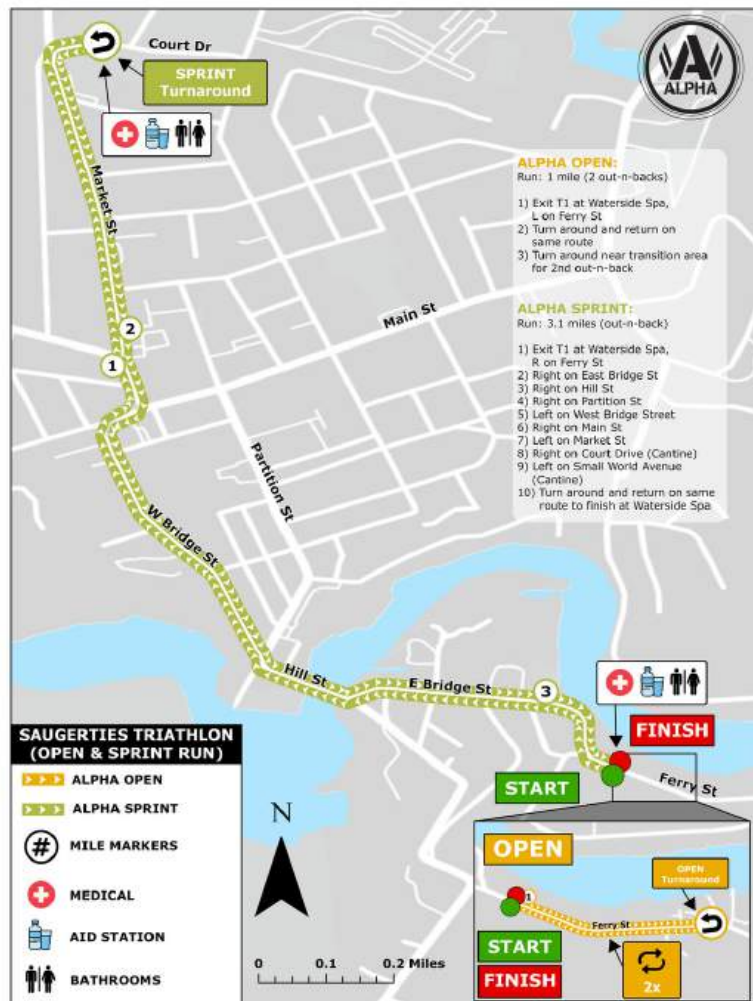 Court Dr
SPRINT
Turnaround
A
ALPHA
Market St
ALPHA OPEN:
Run: 1 mile (2 out-n-backs)
1) Exit T1 at Waterside Spa,
L on Ferry St
2) Turn around and return on
same route
3) Turn around near transition area
for 2nd out-n-back
ALPHA SPRINT:
Run: 3.1 miles (out-n-back)
1) Exit T1 at Waterside Spa,
R on Ferry St
2) Right on East Bridge St
3) Right on Hill St
4) Right on Partition St
5) Left on West Bridge Street
6) Right on Main St
7) Left on Market St
8) Right on Court Drive (Cantine)
9) Left on Small World Avenue
(Cantine)
10) Turn around and return on same
route to finish at Waterside Spa
2
1
Main St
Partition St
W Bridge St
Hill St
E Bridge St
3
FINISH
START
Ferry St
SAUGERTIES TRIATHLON
(OPEN & SPRINT RUN)
ALPHA OPEN
ALPHA SPRINT
# MILE MARKERS
MEDICAL
AID STATION
BATHROOMS
N
0 0.1 0.2 Miles
OPEN
OPEN
Turnaround
1
Ferry St
START
FINISH
2x